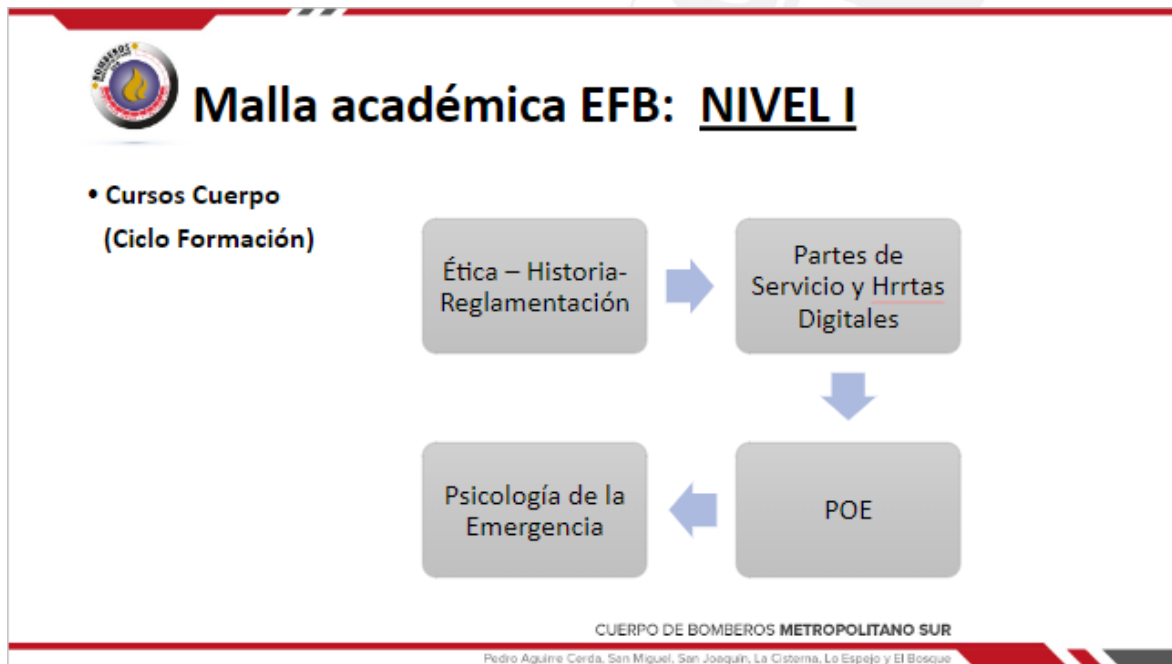 BOMBEROS
Malla académica EFB: NIVEL I
• Cursos Cuerpo
(Ciclo Formación)
Ética – Historia-
Reglamentación
Partes de
Servicio y Hrrtas
Digitales
POE
Psicología de la
Emergencia
CUERPO DE BOMBEROS METROPOLITANO SUR
Pedro Aguirre Cerda, San Miguel, San Joaquín, La Cisterna, Lo Espejo y El Bosque